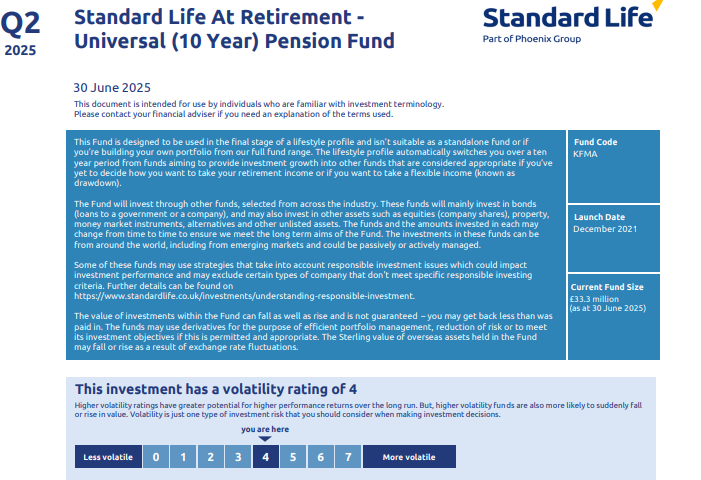 Q2
2025
Standard Life At Retirement -
Universal (10 Year) Pension Fund
Standard Life
Part of Phoenix Group
30 June 2025
This document is intended for use by individuals who are familiar with investment terminology.
Please contact your financial adviser if you need an explanation of the terms used.
This Fund is designed to be used in the final stage of a lifestyle profile and isn't suitable as a standalone fund or if
you're building your own portfolio from our full fund range. The lifestyle profile automatically switches you over a ten
year period from funds aiming to provide investment growth into other funds that are considered appropriate if you've
yet to decide how you want to take your retirement income or if you want to take a flexible income (known as
drawdown).
The Fund will invest through other funds, selected from across the industry. These funds will mainly invest in bonds
(loans to a government or a company), and may also invest in other assets such as equities (company shares), property,
money market instruments, alternatives and other unlisted assets. The funds and the amounts invested in each may
change from time to time to ensure we meet the long term aims of the Fund. The investments in these funds can be
from around the world, including from emerging markets and could be passively or actively managed.
Some of these funds may use strategies that take into account responsible investment issues which could impact
investment performance and may exclude certain types of company that don't meet specific responsible investing
criteria. Further details can be found on
https://www.standardlife.co.uk/investments/understanding-responsible-investment.
The value of investments within the Fund can fall as well as rise and is not guaranteed – you may get back less than was
paid in. The funds may use derivatives for the purpose of efficient portfolio management, reduction of risk or to meet
its investment objectives if this is permitted and appropriate. The Sterling value of overseas assets held in the Fund
may fall or rise as a result of exchange rate fluctuations.
Fund Code
KFMA
Launch Date
December 2021
Current Fund Size
£33.3 million
(as at 30 June 2025)
This investment has a volatility rating of 4
Higher volatility ratings have greater potential for higher performance returns over the long run. But, higher volatility funds are also more likely to suddenly fall
or rise in value. Volatility is just one type of investment risk that you should consider when making investment decisions.
you are here
Less volatile 0 1 2 3 4 5 6 7 More volatile